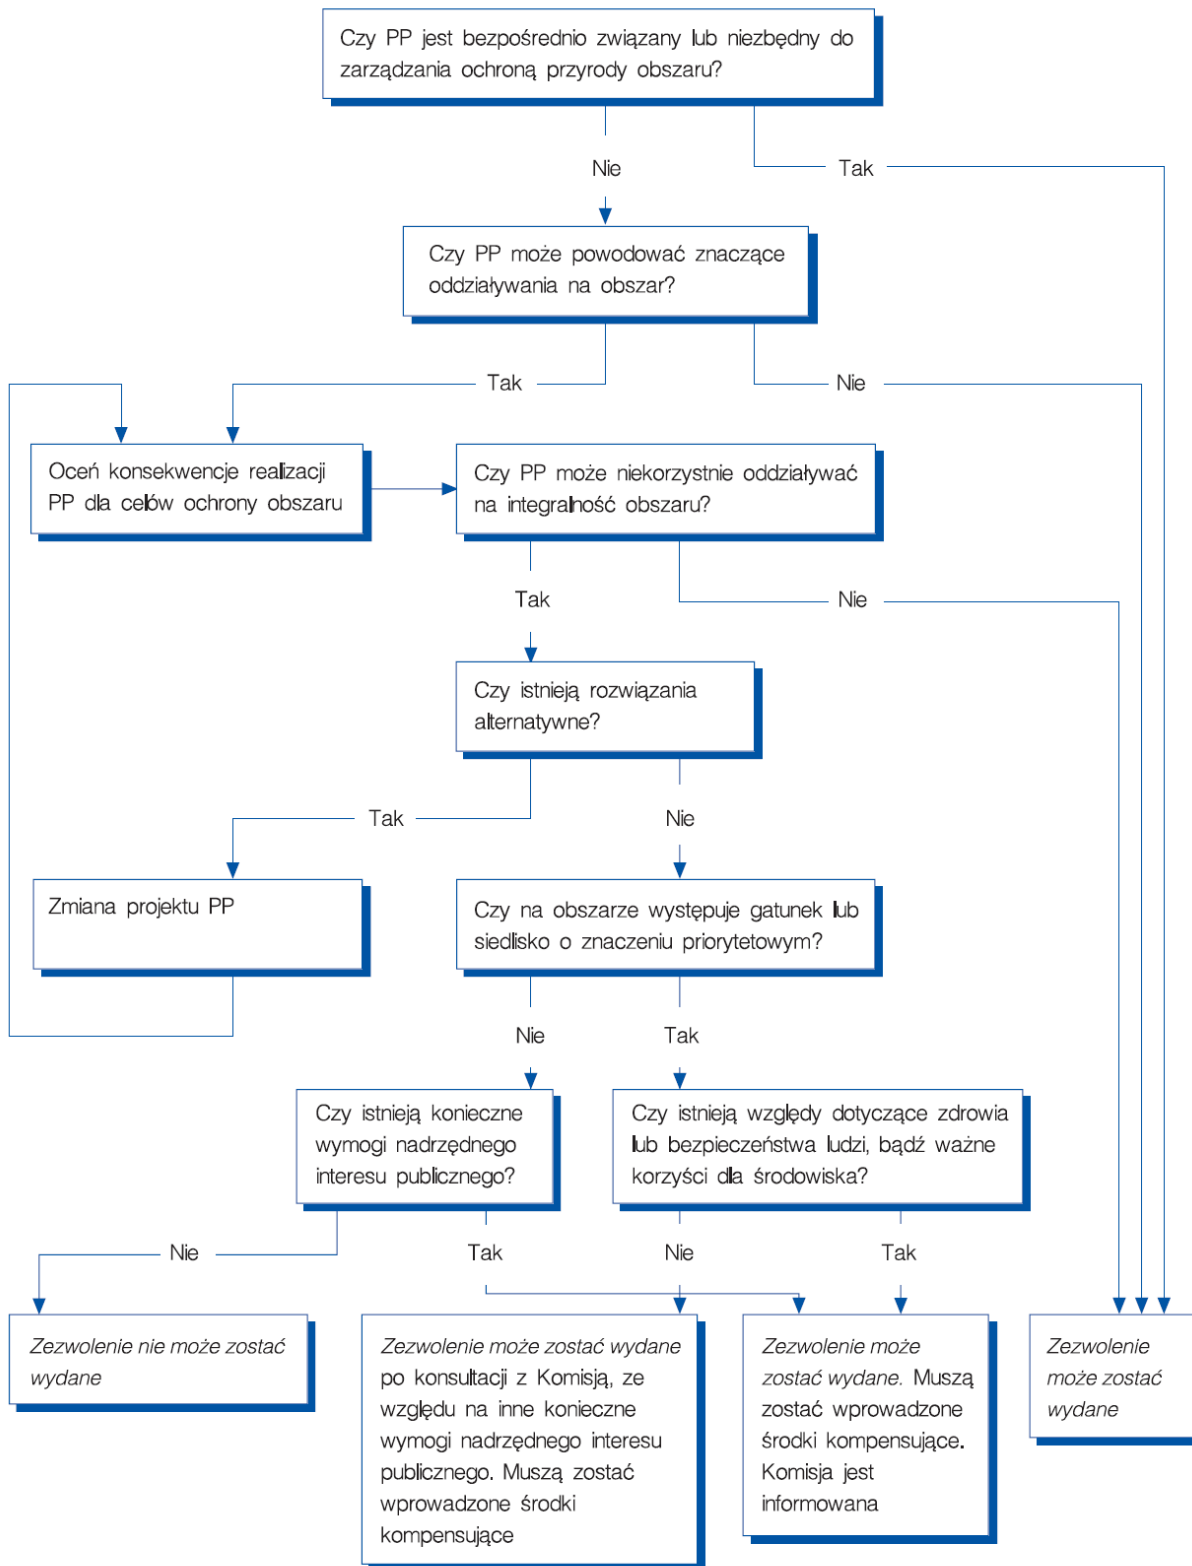 Czy PP jest bezpośrednio związany lub niezbędny do
zarządzania ochroną przyrody obszaru?
Nie
Tak
Czy PP może powodować znaczące
oddziaływania na obszar?
Tak
Nie
Oceń konsekwencje realizacji
PP dla celów ochrony obszaru
Czy PP może niekorzystnie oddziaływać
na integralność obszaru?
Tak
Nie
Czy istnieją rozwiązania
alternatywne?
Tak
Nie
Zmiana projektu PP
Czy na obszarze występuje gatunek lub
siedlisko o znaczeniu priorytetowym?
Nie
Tak
Czy istnieją konieczne
wymogi nadrzędnego
interesu publicznego?
Czy istnieją względy dotyczące zdrowia
lub bezpieczeństwa ludzi, bądź ważne
korzyści dla środowiska?
Nie
Tak
Nie
Tak
Zezwolenie nie może zostać
wydane
Zezwolenie może zostać wydane
po konsultacji z Komisją, ze
względu na inne konieczne
wymogi nadrzędnego interesu
publicznego. Muszą zostać
wprowadzone środki
kompensujące
Zezwolenie może
zostać wydane. Muszą
zostać wprowadzone
środki kompensujące.
Komisja jest
informowana
Zezwolenie
może zostać
wydane